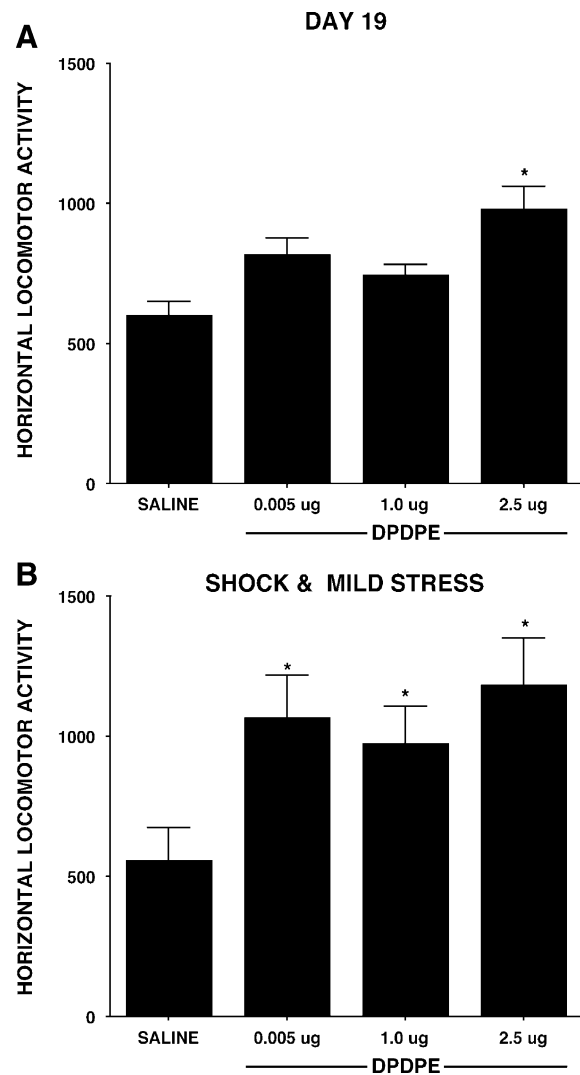 A
DAY 19
HORIZONTAL LOCOMOTOR ACTIVITY
1500
1000
500
0
*
SALINE 0.005 ug 1.0 ug 2.5 ug
DPDPE
B
SHOCK & MILD STRESS
HORIZONTAL LOCOMOTOR ACTIVITY
1500
1000
500
0
* * *
SALINE 0.005 ug 1.0 ug 2.5 ug
DPDPE